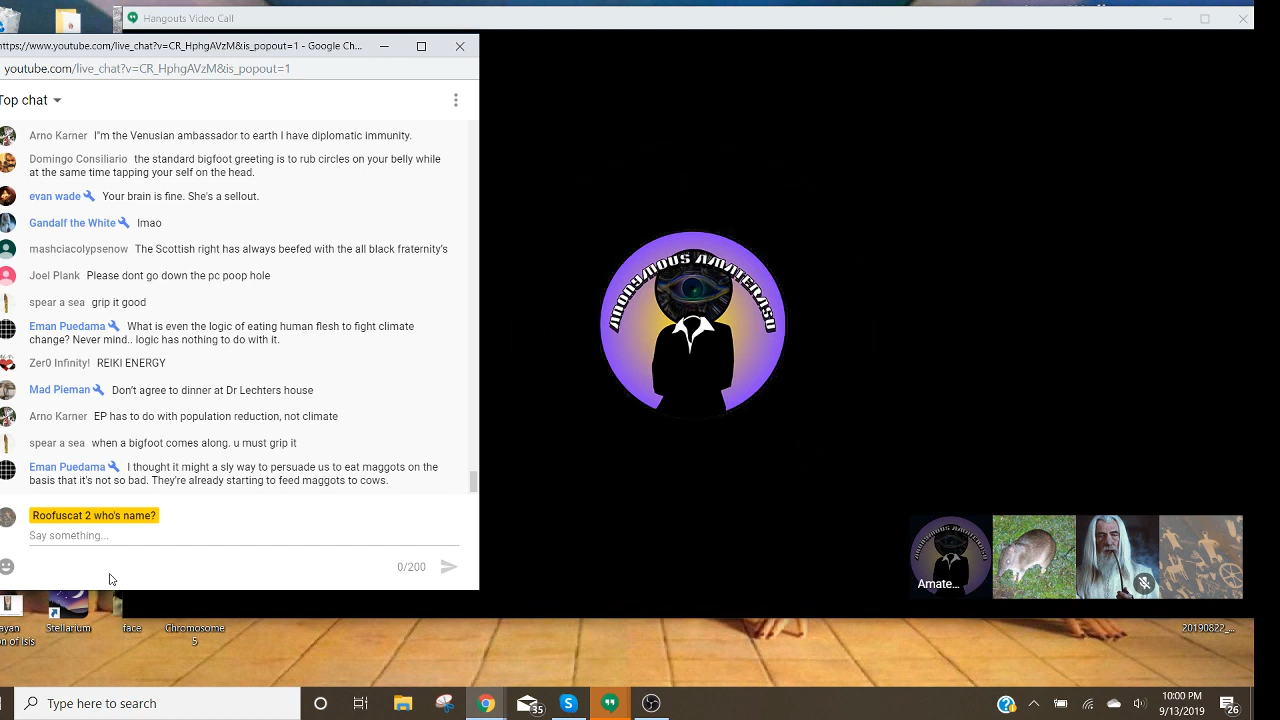 Hangouts Video Call
https://www.youtube.com/live_chat?v=CR_HphgAVzM&is_popout=1 - Google Ch...
youtube.com/live_chat?v=CR_HphgAVzM&is_popout=1
Top chat
Arno Karner I"m the Venusian ambassador to earth I have diplomatic immunity.
Domingo Consiliario the standard bigfoot greeting is to rub circles on your belly while
at the same time tapping your self on the head.
evan wade Your brain is fine. She's a sellout.
Gandalf the White lmao
mashciacolypsenow The Scottish right has always beefed with the all black fraternity's
Joel Plank Please dont go down the pc poop hole
spear a sea grip it good
Eman Puedama What is even the logic of eating human flesh to fight climate
change? Never mind.. logic has nothing to do with it.
Zer0 Infinity! REIKI ENERGY
Mad Pieman Don't agree to dinner at Dr Lechters house
Arno Karner EP has to do with population reduction, not climate
spear a sea when a bigfoot comes along. u must grip it
Eman Puedama I thought it might a sly way to persuade us to eat maggots on the
basis that it's not so bad. They're already starting to feed maggots to cows.
Roofuscat 2 who's name?
Say something...
0/200
ANONYMOUS AMATERASU
Amate...
ayan
on of Isis
Stellarium
face
Chromosome
5
20190822_...
Type here to search
35
10:00 PM
9/13/2019
26